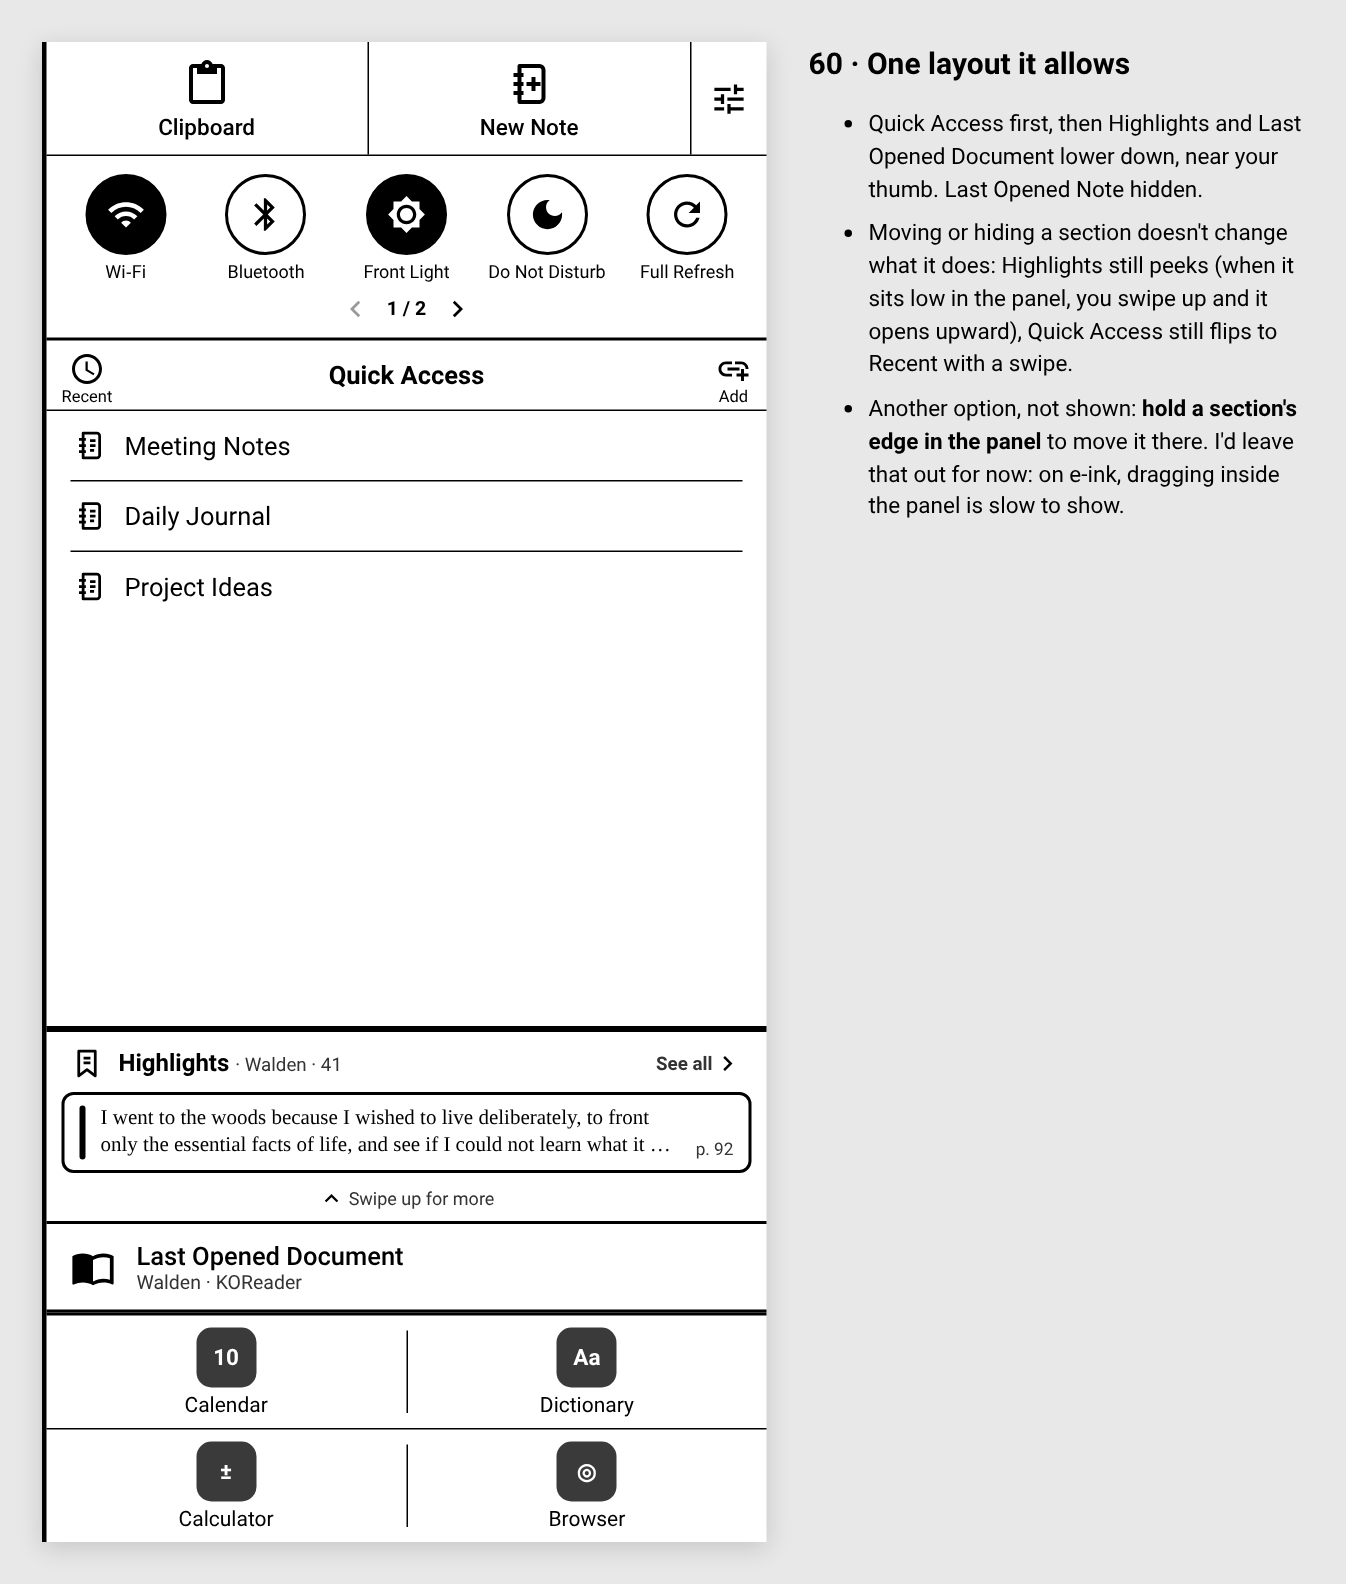 Clipboard
New Note
Wi-Fi
Bluetooth
Front Light
Do Not Disturb
Full Refresh
1 / 2
Recent
Quick Access
Add
Meeting Notes
Daily Journal
Project Ideas
Highlights · Walden · 41
See all
I went to the woods because I wished to live deliberately, to front
only the essential facts of life, and see if I could not learn what it …
p. 92
Swipe up for more
Last Opened Document
Walden · KOReader
10
Calendar
Aa
Dictionary
±
Calculator
◎
Browser
60 · One layout it allows
• Quick Access first, then Highlights and Last
Opened Document lower down, near your
thumb. Last Opened Note hidden.
• Moving or hiding a section doesn't change
what it does: Highlights still peeks (when it
sits low in the panel, you swipe up and it
opens upward), Quick Access still flips to
Recent with a swipe.
• Another option, not shown: hold a section's
edge in the panel to move it there. I'd leave
that out for now: on e-ink, dragging inside
the panel is slow to show.